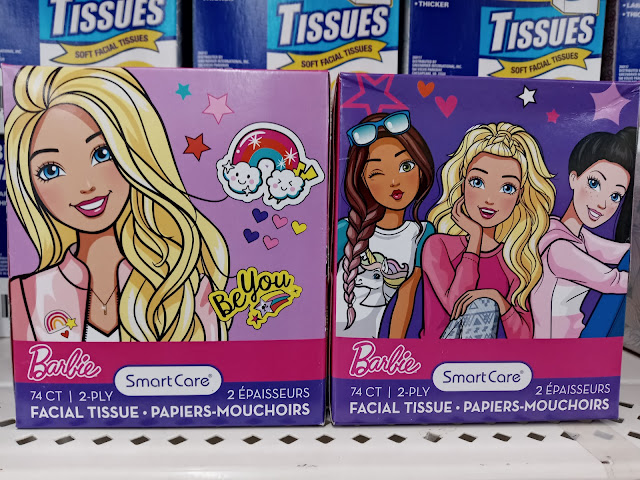 TISSUES
SOFT FACIAL TISSUES
TISSUES
SOFT FACIAL TISSUES
• THICKER
TISSUES
SOFT FACIAL TISSUES
Be You
Barbie
SmartCare®
74 CT | 2-PLY
2 ÉPAISSEURS
FACIAL TISSUE • PAPIERS-MOUCHOIRS
Barbie
SmartCare®
74 CT | 2-PLY
2 ÉPAISSEURS
FACIAL TISSUE • PAPIERS-MOUCHOIRS